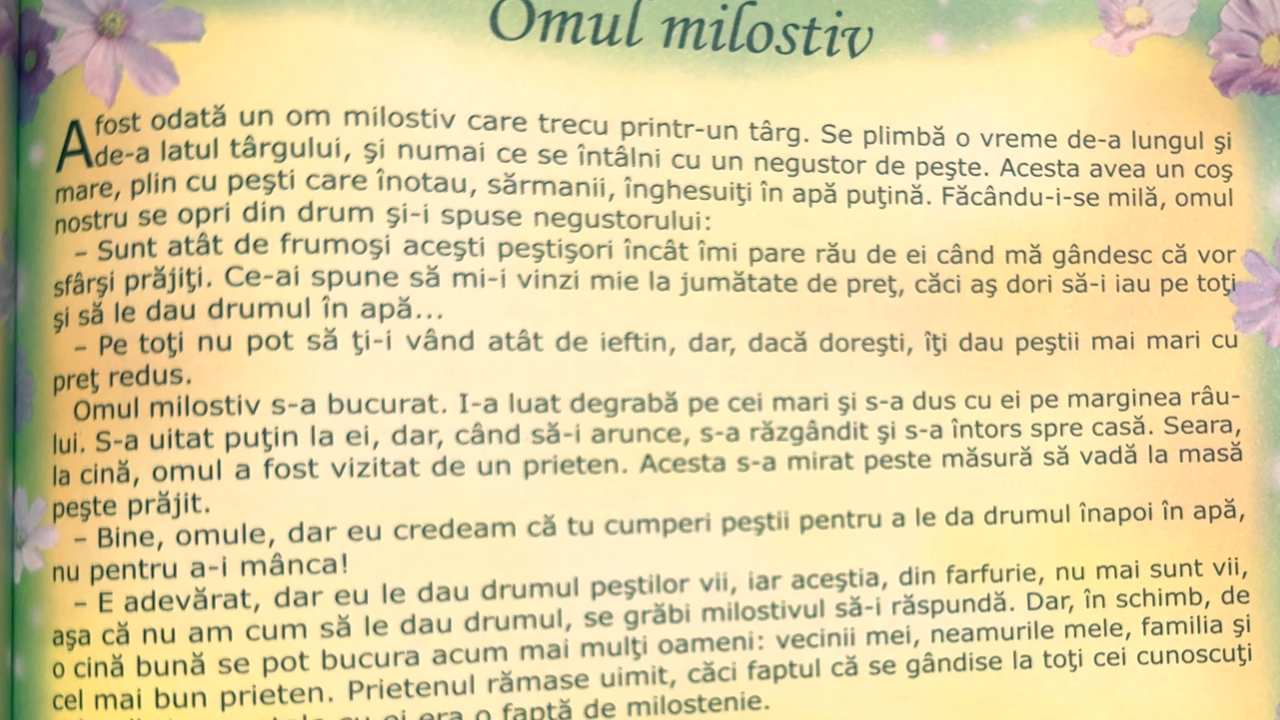 Omul milostiv
A fost odată un om milostiv care trecu printr-un târg. Se plimbă o vreme de-a lungul şi
de-a latul târgului, şi numai ce se întâlni cu un negustor de peşte. Acesta avea un coş
mare, plin cu peşti care înotau, sărmanii, înghesuiţi în apă puţină. Făcându-i-se milă, omul
nostru se opri din drum şi-i spuse negustorului:
– Sunt atât de frumoşi aceşti peştişori încât îmi pare rău de ei când mă gândesc că vor
sfârşi prăjiţi. Ce-ai spune să mi-i vinzi mie la jumătate de preţ, căci aş dori să-i iau pe toţi
şi să le dau drumul în apă...
– Pe toţi nu pot să ţi-i vând atât de ieftin, dar, dacă doreşti, îţi dau peştii mai mari cu
preţ redus.
Omul milostiv s-a bucurat. I-a luat degrabă pe cei mari şi s-a dus cu ei pe marginea râu-
lui. S-a uitat puţin la ei, dar, când să-i arunce, s-a răzgândit şi s-a întors spre casă. Seara,
la cină, omul a fost vizitat de un prieten. Acesta s-a mirat peste măsură să vadă la masă
peşte prăjit.
– Bine, omule, dar eu credeam că tu cumperi peştii pentru a le da drumul înapoi în apă,
nu pentru a-i mânca!
– E adevărat, dar eu le dau drumul peştilor vii, iar aceştia, din farfurie, nu mai sunt vii,
aşa că nu am cum să le dau drumul, se grăbi milostivul să-i răspundă. Dar, în schimb, de
o cină bună se pot bucura acum mai mulţi oameni: vecinii mei, neamurile mele, familia şi
cel mai bun prieten. Prietenul rămase uimit, căci faptul că se gândise la toţi cei cunoscuţi
cu ei era o faptă de milostenie.